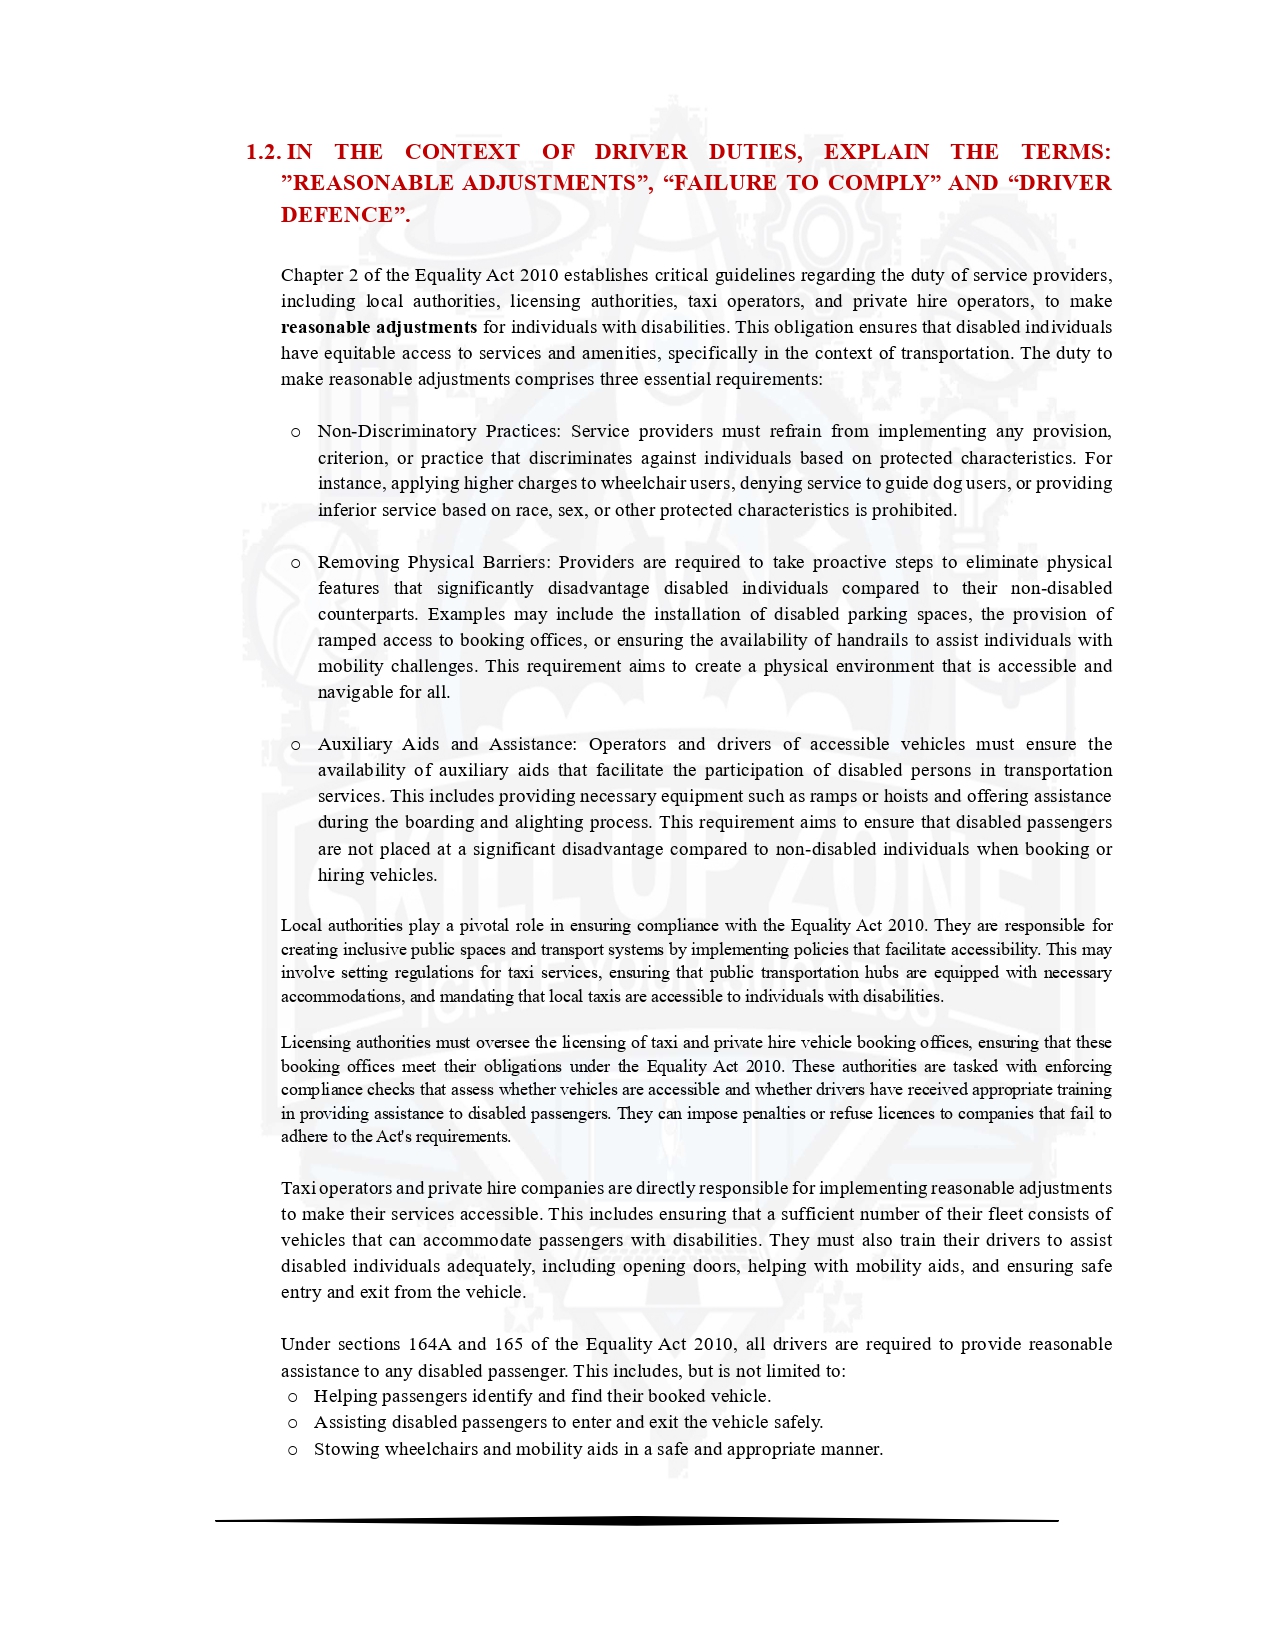 1.2. IN THE CONTEXT OF DRIVER DUTIES, EXPLAIN THE TERMS:
”REASONABLE ADJUSTMENTS”, “FAILURE TO COMPLY” AND “DRIVER
DEFENCE”.
Chapter 2 of the Equality Act 2010 establishes critical guidelines regarding the duty of service providers,
including local authorities, licensing authorities, taxi operators, and private hire operators, to make
reasonable adjustments for individuals with disabilities. This obligation ensures that disabled individuals
have equitable access to services and amenities, specifically in the context of transportation. The duty to
make reasonable adjustments comprises three essential requirements:
o Non-Discriminatory Practices: Service providers must refrain from implementing any provision,
criterion, or practice that discriminates against individuals based on protected characteristics. For
instance, applying higher charges to wheelchair users, denying service to guide dog users, or providing
inferior service based on race, sex, or other protected characteristics is prohibited.
o Removing Physical Barriers: Providers are required to take proactive steps to eliminate physical
features that significantly disadvantage disabled individuals compared to their non-disabled
counterparts. Examples may include the installation of disabled parking spaces, the provision of
ramped access to booking offices, or ensuring the availability of handrails to assist individuals with
mobility challenges. This requirement aims to create a physical environment that is accessible and
navigable for all.
o Auxiliary Aids and Assistance: Operators and drivers of accessible vehicles must ensure the
availability of auxiliary aids that facilitate the participation of disabled persons in transportation
services. This includes providing necessary equipment such as ramps or hoists and offering assistance
during the boarding and alighting process. This requirement aims to ensure that disabled passengers
are not placed at a significant disadvantage compared to non-disabled individuals when booking or
hiring vehicles.
Local authorities play a pivotal role in ensuring compliance with the Equality Act 2010. They are responsible for
creating inclusive public spaces and transport systems by implementing policies that facilitate accessibility. This may
involve setting regulations for taxi services, ensuring that public transportation hubs are equipped with necessary
accommodations, and mandating that local taxis are accessible to individuals with disabilities.
Licensing authorities must oversee the licensing of taxi and private hire vehicle booking offices, ensuring that these
booking offices meet their obligations under the Equality Act 2010. These authorities are tasked with enforcing
compliance checks that assess whether vehicles are accessible and whether drivers have received appropriate training
in providing assistance to disabled passengers. They can impose penalties or refuse licences to companies that fail to
adhere to the Act's requirements.
Taxi operators and private hire companies are directly responsible for implementing reasonable adjustments
to make their services accessible. This includes ensuring that a sufficient number of their fleet consists of
vehicles that can accommodate passengers with disabilities. They must also train their drivers to assist
disabled individuals adequately, including opening doors, helping with mobility aids, and ensuring safe
entry and exit from the vehicle.
Under sections 164A and 165 of the Equality Act 2010, all drivers are required to provide reasonable
assistance to any disabled passenger. This includes, but is not limited to:
o Helping passengers identify and find their booked vehicle.
o Assisting disabled passengers to enter and exit the vehicle safely.
o Stowing wheelchairs and mobility aids in a safe and appropriate manner.
SKILL UP ZONE